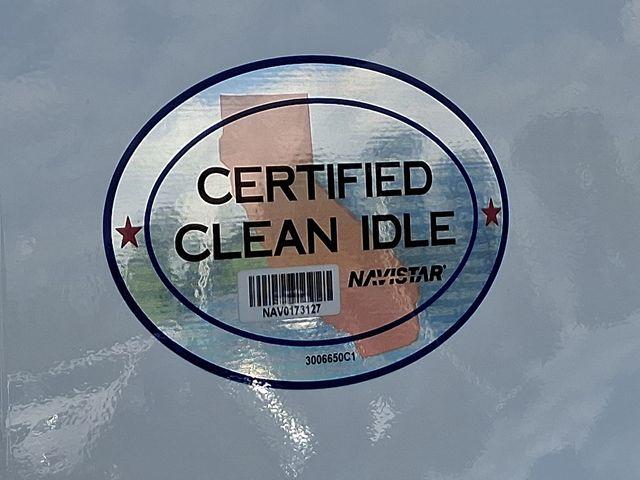 CERTIFIED
CLEAN IDLE
NAVISTAR
NAV0173127
3006650C1